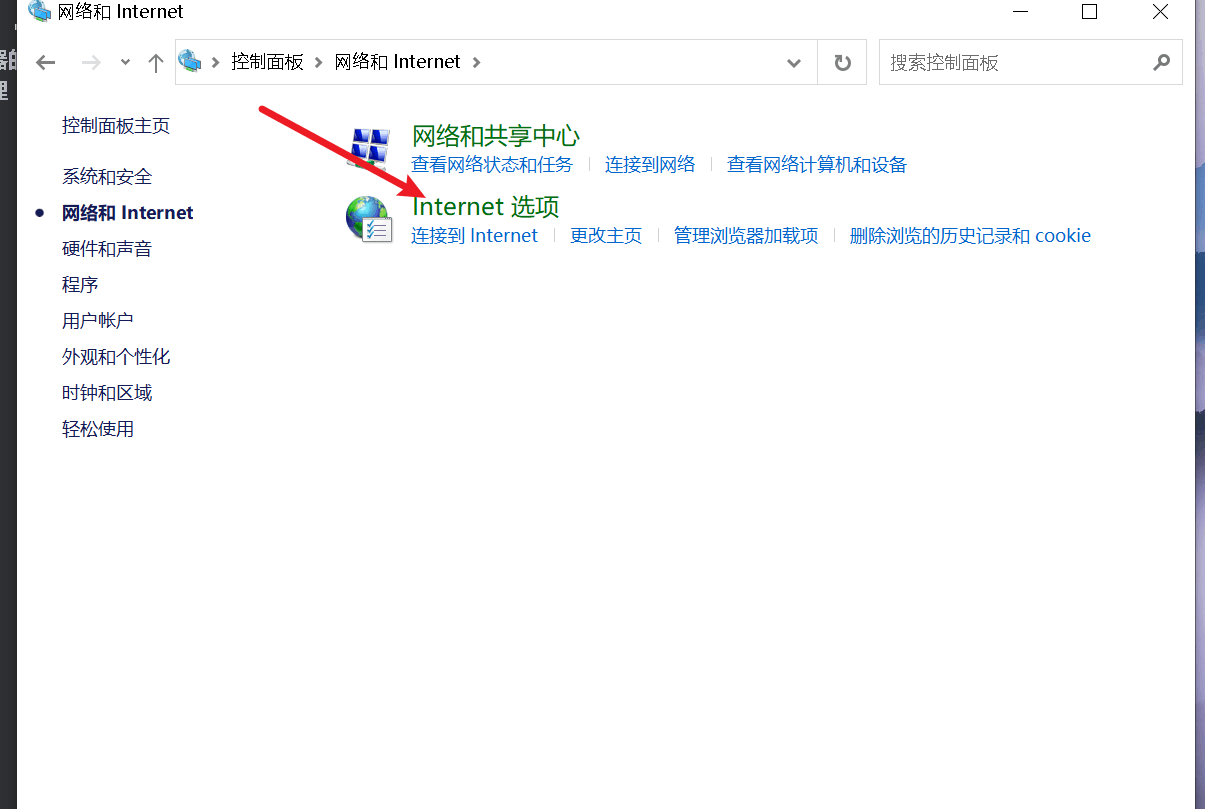 网络和 Internet
控制面板 网络和 Internet
搜索控制面板
器的
理
控制面板主页
系统和安全
网络和 Internet
硬件和声音
程序
用户帐户
外观和个性化
时钟和区域
轻松使用
网络和共享中心
查看网络状态和任务 连接到网络 查看网络计算机和设备
Internet 选项
连接到 Internet 更改主页 管理浏览器加载项 删除浏览的历史记录和 cookie